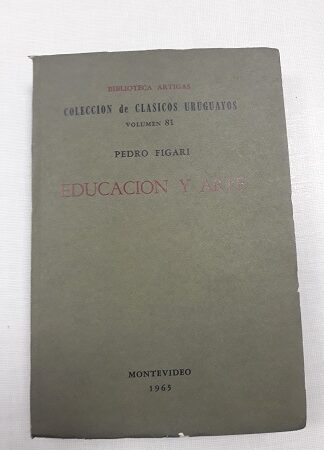 BIBLIOTECA ARTIGAS
COLECCION de CLASICOS URUGUAYOS
VOLUMEN 81
PEDRO FIGARI
EDUCACION Y ARTE
MONTEVIDEO
1965